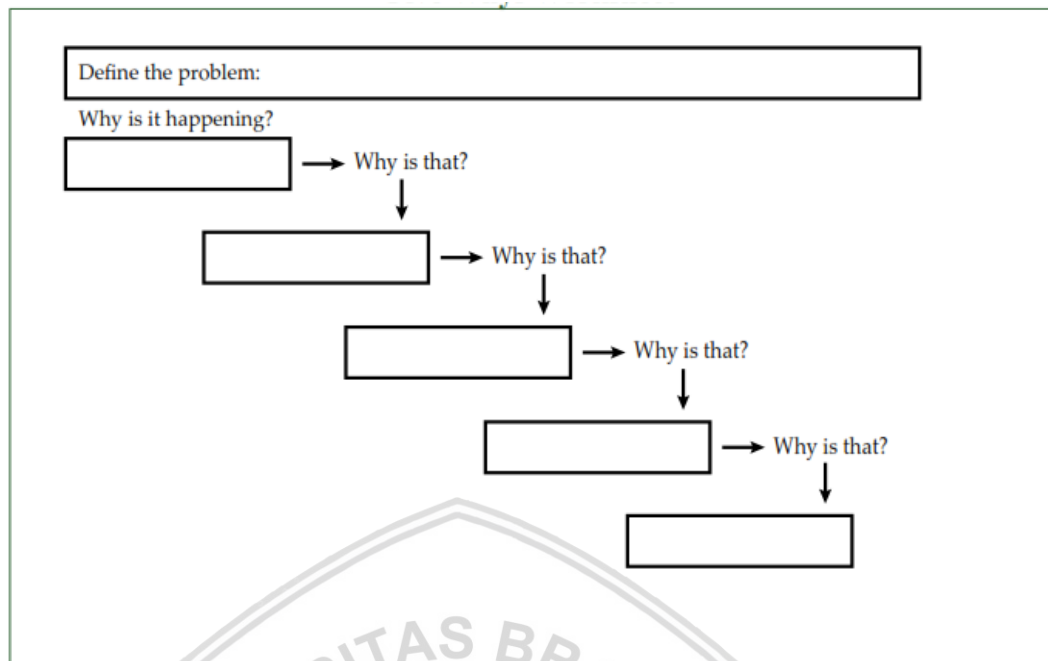 Define the problem:
Why is it happening?
Why is that?
Why is that?
Why is that?
Why is that?